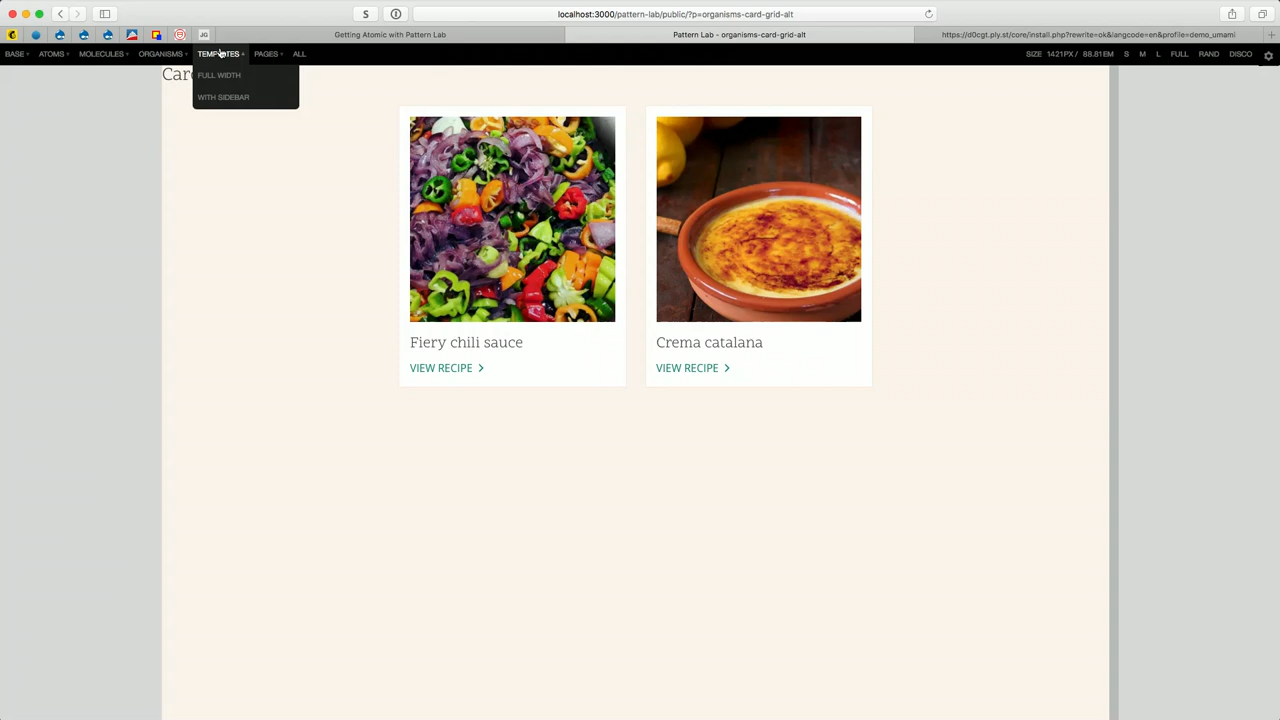 localhost:3000/pattern-lab/public/?p=organisms-card-grid-alt
S
JG
Getting Atomic with Pattern Lab
Pattern Lab - organisms-card-grid-alt
https://d0cgt.ply.st/core/install.php?rewrite=ok&langcode=en&profile=demo_umami
BASE ATOMS MOLECULES ORGANISMS TEMPLATES PAGES ALL
SIZE 1421PX / 88.81EM S M L FULL RAND DISCO
FULL WIDTH
WITH SIDEBAR
Fiery chili sauce
VIEW RECIPE
Crema catalana
VIEW RECIPE